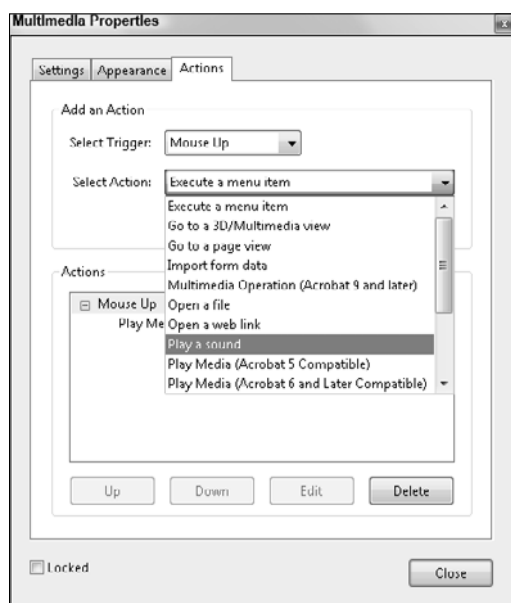 Multimedia Properties
Settings Appearance Actions
Add an Action
Select Trigger: Mouse Up
Select Action: Execute a menu item
Execute a menu item
Go to a 3D/Multimedia view
Go to a page view
Import form data
Actions
Multimedia Operation (Acrobat 9 and later)
Mouse Up
Open a file
Play Me
Open a web link
Play a sound
Play Media (Acrobat 5 Compatible)
Play Media (Acrobat 6 and Later Compatible)
Up Down Edit Delete
Locked
Close